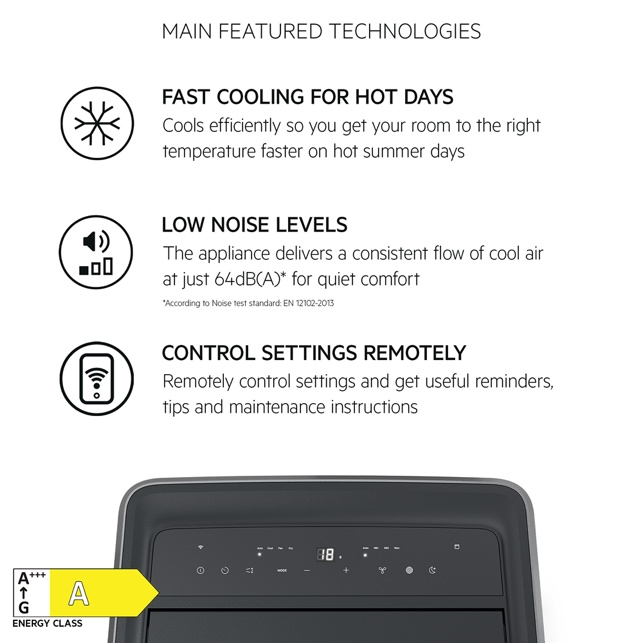 MAIN FEATURED TECHNOLOGIES
FAST COOLING FOR HOT DAYS
Cools efficiently so you get your room to the right
temperature faster on hot summer days
LOW NOISE LEVELS
The appliance delivers a consistent flow of cool air
at just 64dB(A)* for quiet comfort
*According to Noise test standard: EN 12102-2013
CONTROL SETTINGS REMOTELY
Remotely control settings and get useful reminders,
tips and maintenance instructions
18
MODE
A+++
G
A
ENERGY CLASS